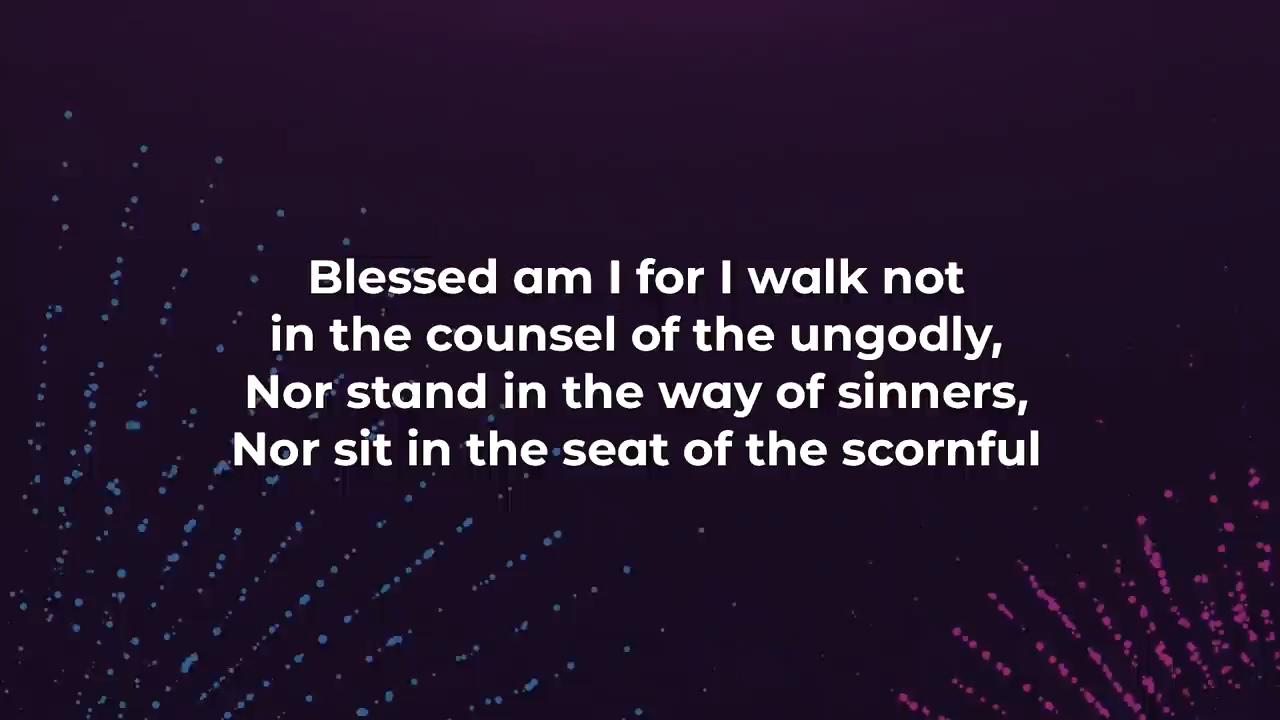 Blessed am I for I walk not
in the counsel of the ungodly,
Nor stand in the way of sinners,
Nor sit in the seat of the scornful